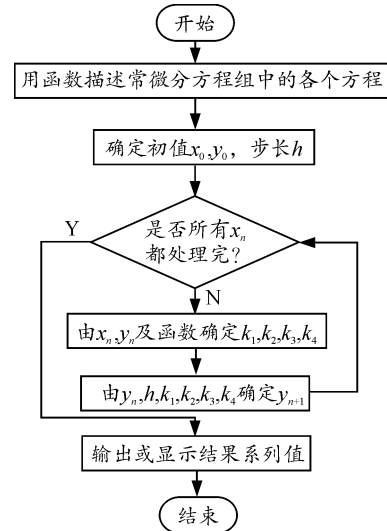 开始
用函数描述常微分方程组中的各个方程
确定初值x₀,y₀，步长h
是否所有xₙ
都处理完？
Y
N
由xₙ,yₙ及函数确定k₁,k₂,k₃,k₄
由yₙ,h,k₁,k₂,k₃,k₄确定yₙ₊₁
输出或显示结果系列值
结束